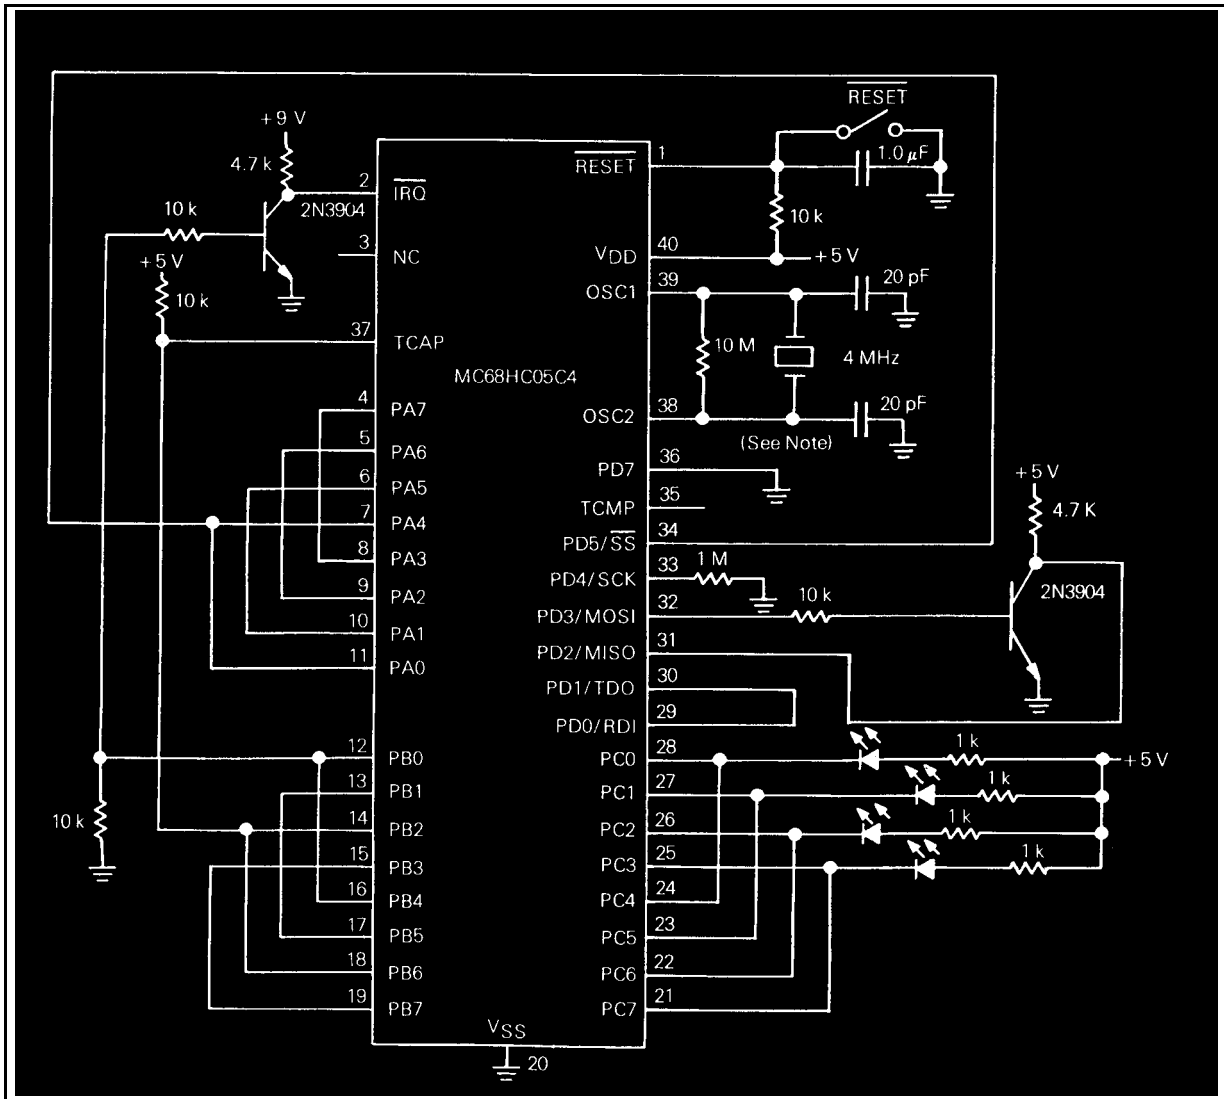 RESET
+9 V
4.7 k
2N3904
10 k
+5 V
10 k
10 k
2
3
37
4
5
6
7
8
9
10
11
12
13
14
15
16
17
18
19
IRQ
NC
TCAP
PA7
PA6
PA5
PA4
PA3
PA2
PA1
PA0
PB0
PB1
PB2
PB3
PB4
PB5
PB6
PB7
MC68HC05C4
VSS
20
RESET
VDD
OSC1
OSC2
PD7
TCMP
PD5/SS
PD4/SCK
PD3/MOSI
PD2/MISO
PD1/TDO
PD0/RDI
PC0
PC1
PC2
PC3
PC4
PC5
PC6
PC7
1
40
39
38
36
35
34
33
32
31
30
29
28
27
26
25
24
23
22
21
1.0 µF
10 k
+5 V
20 pF
10 M
4 MHz
20 pF
(See Note)
+5 V
4.7 K
1 M
10 k
2N3904
1 k
+5 V
1 k
1 k
1 k